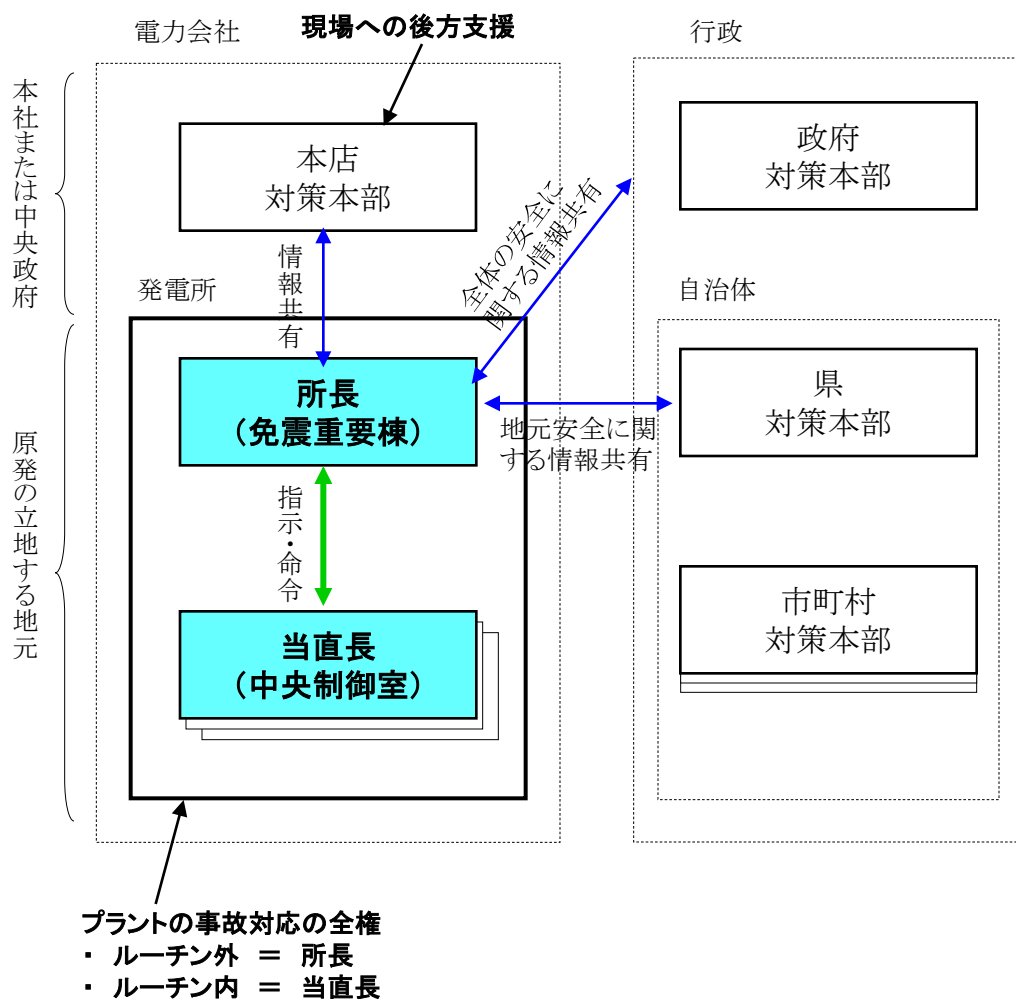 電力会社
現場への後方支援
行政
本社または中央政府
本店
対策本部
政府
対策本部
情報共有
全体の安全に
関する情報共有
発電所
自治体
原発の立地する地元
所長
(免震重要棟)
県
対策本部
地元安全に関
する情報共有
指示・命令
当直長
(中央制御室)
市町村
対策本部
プラントの事故対応の全権
・ ルーチン外 = 所長
・ ルーチン内 = 当直長